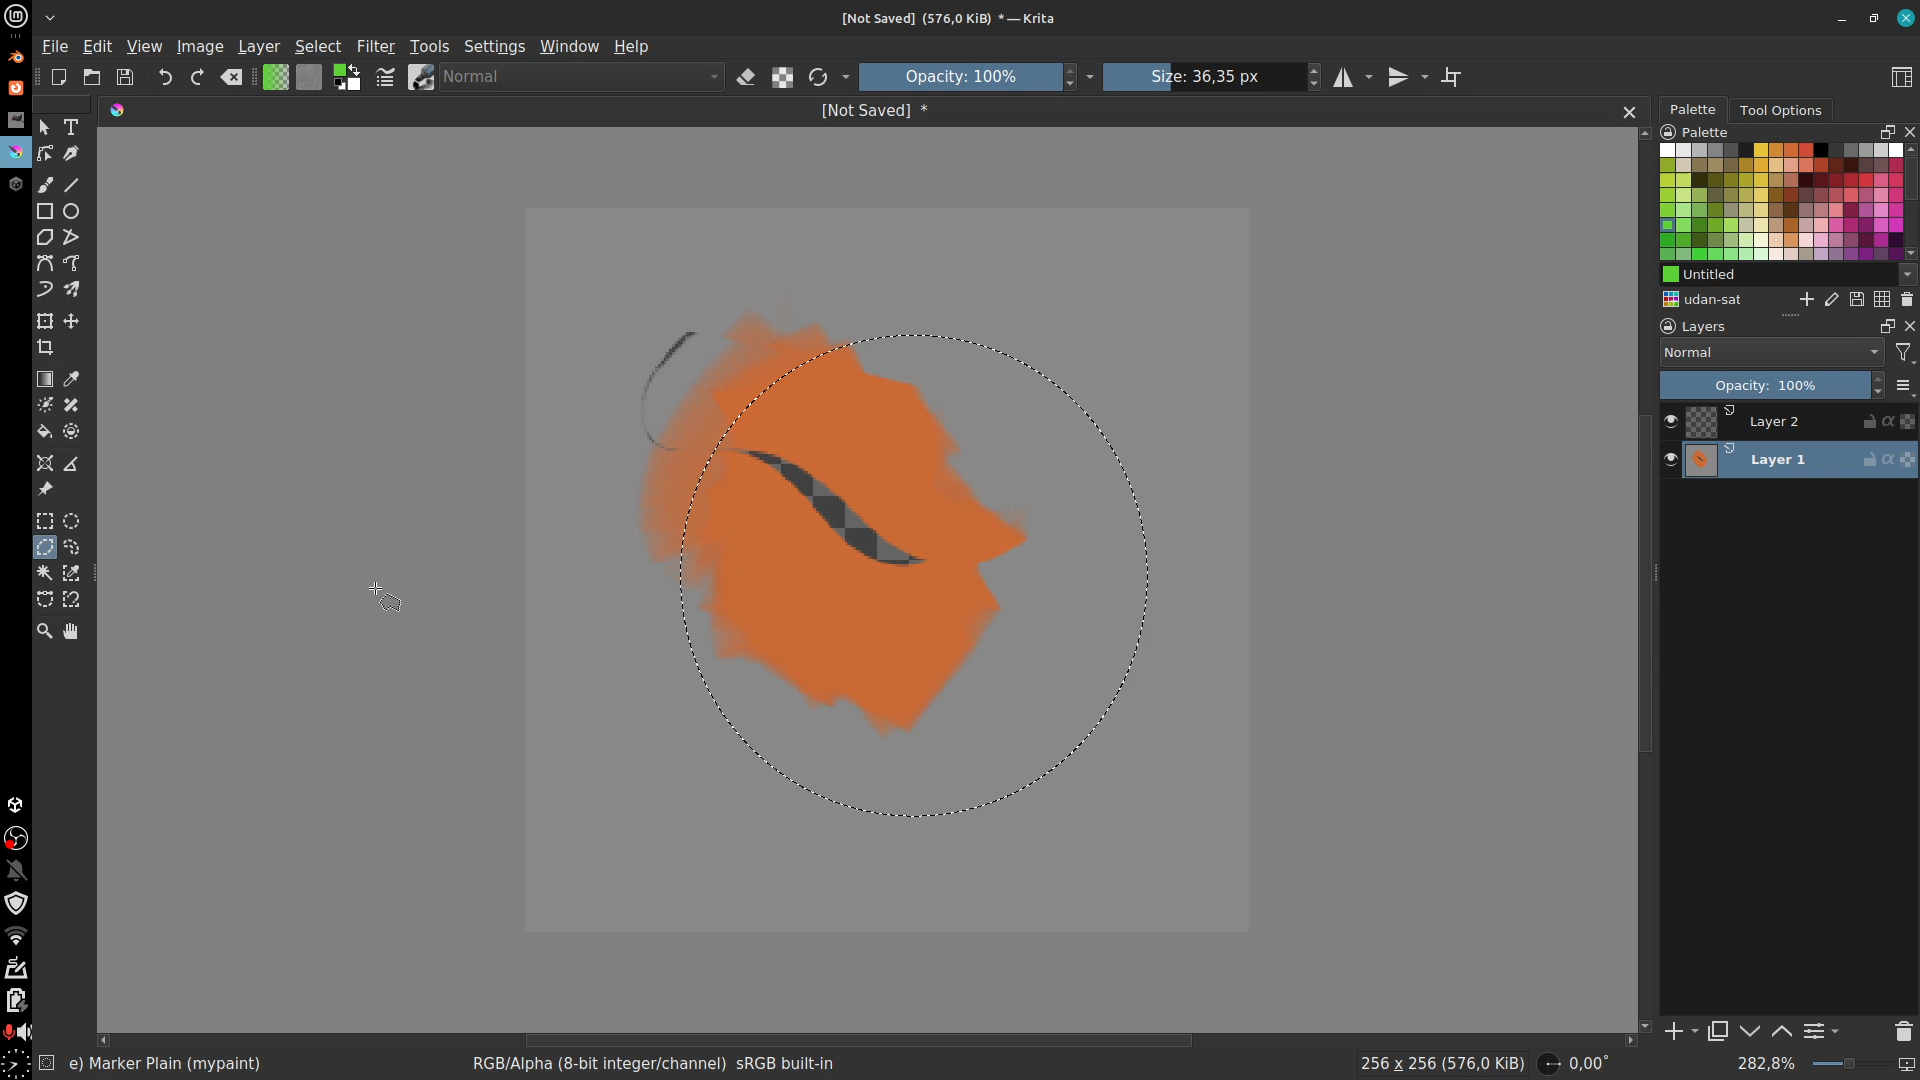 [Not Saved] (576,0 KiB) * — Krita
File Edit View Image Layer Select Filter Tools Settings Window Help
Normal
Opacity: 100%
Size: 36,35 px
[Not Saved] *
Palette Tool Options
Palette
Untitled
udan-sat
Layers
Normal
Opacity: 100%
Layer 2
Layer 1
e) Marker Plain (mypaint)
RGB/Alpha (8-bit integer/channel) sRGB built-in
256 x 256 (576,0 KiB)
0,00°
282,8%